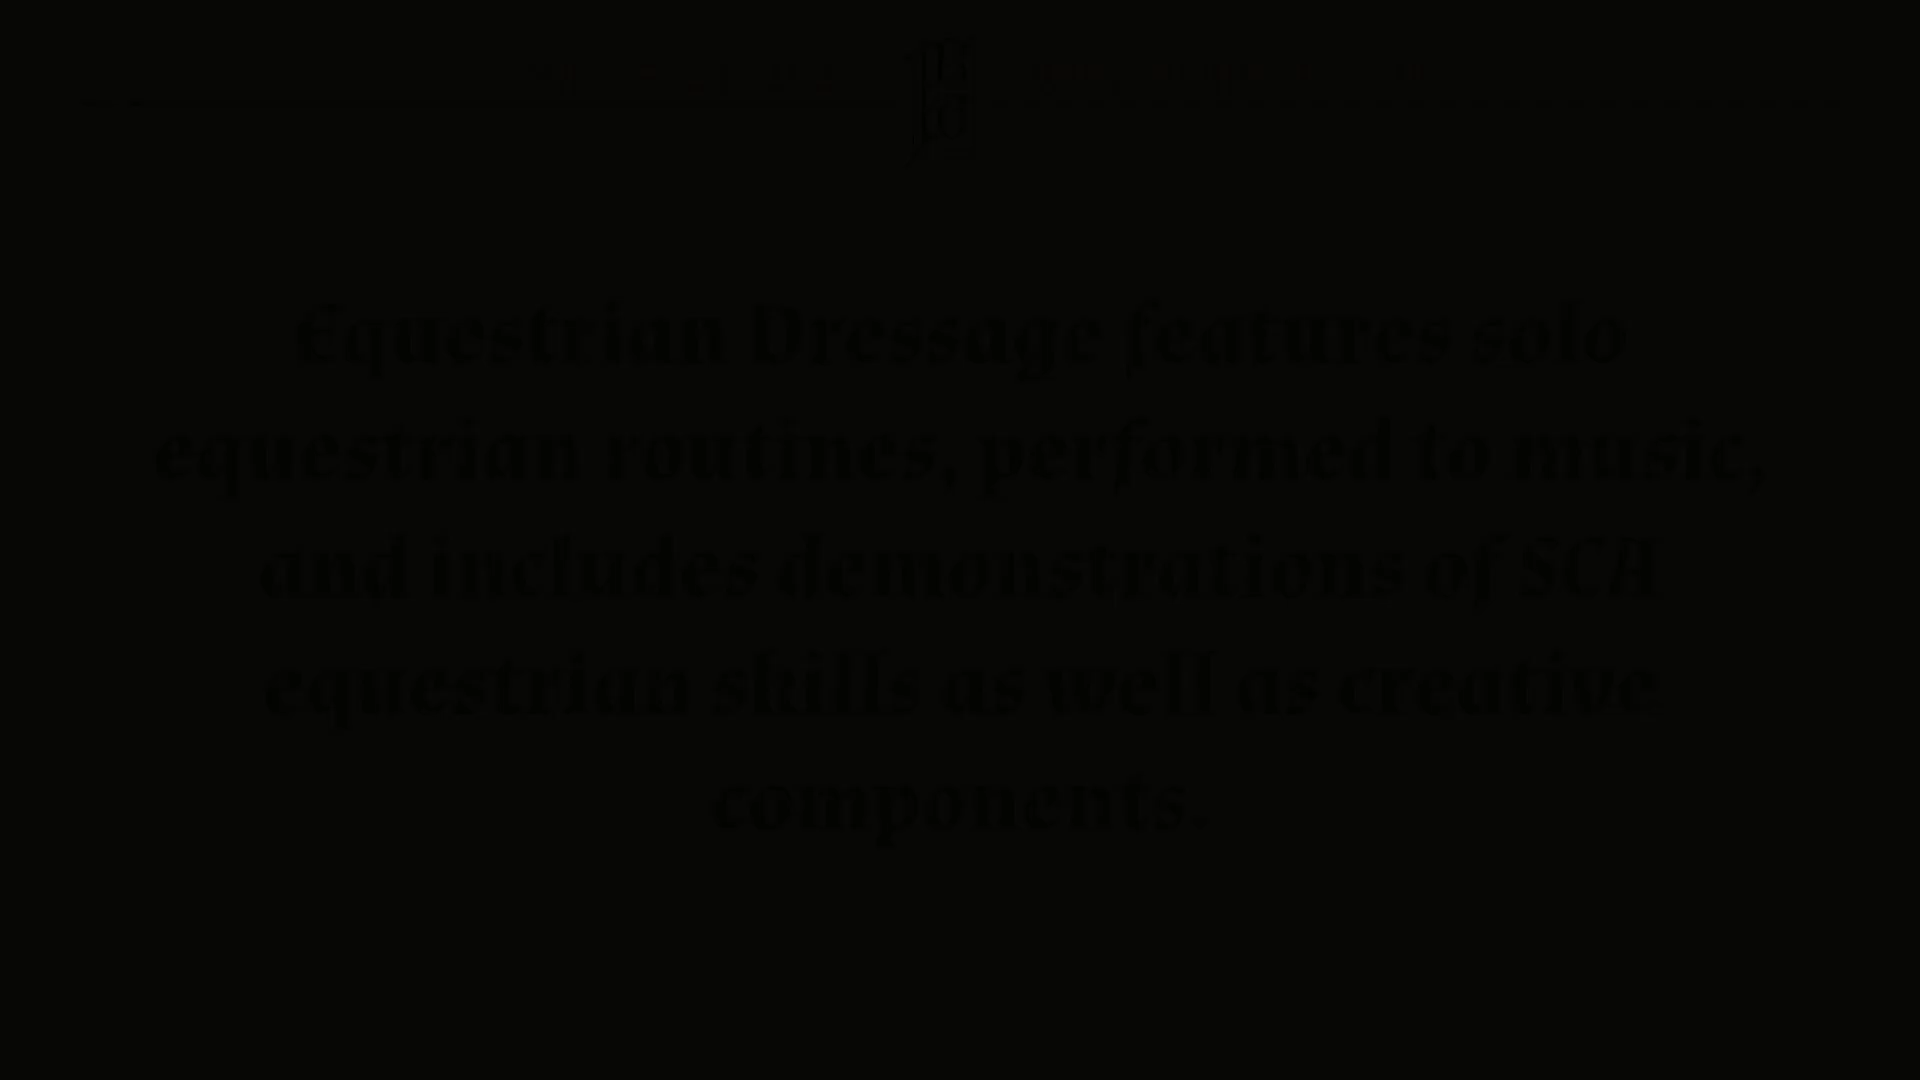 Equestrian Dressage features solo
equestrian routines, performed to music,
and includes demonstrations of SCA
equestrian skills as well as creative
components.